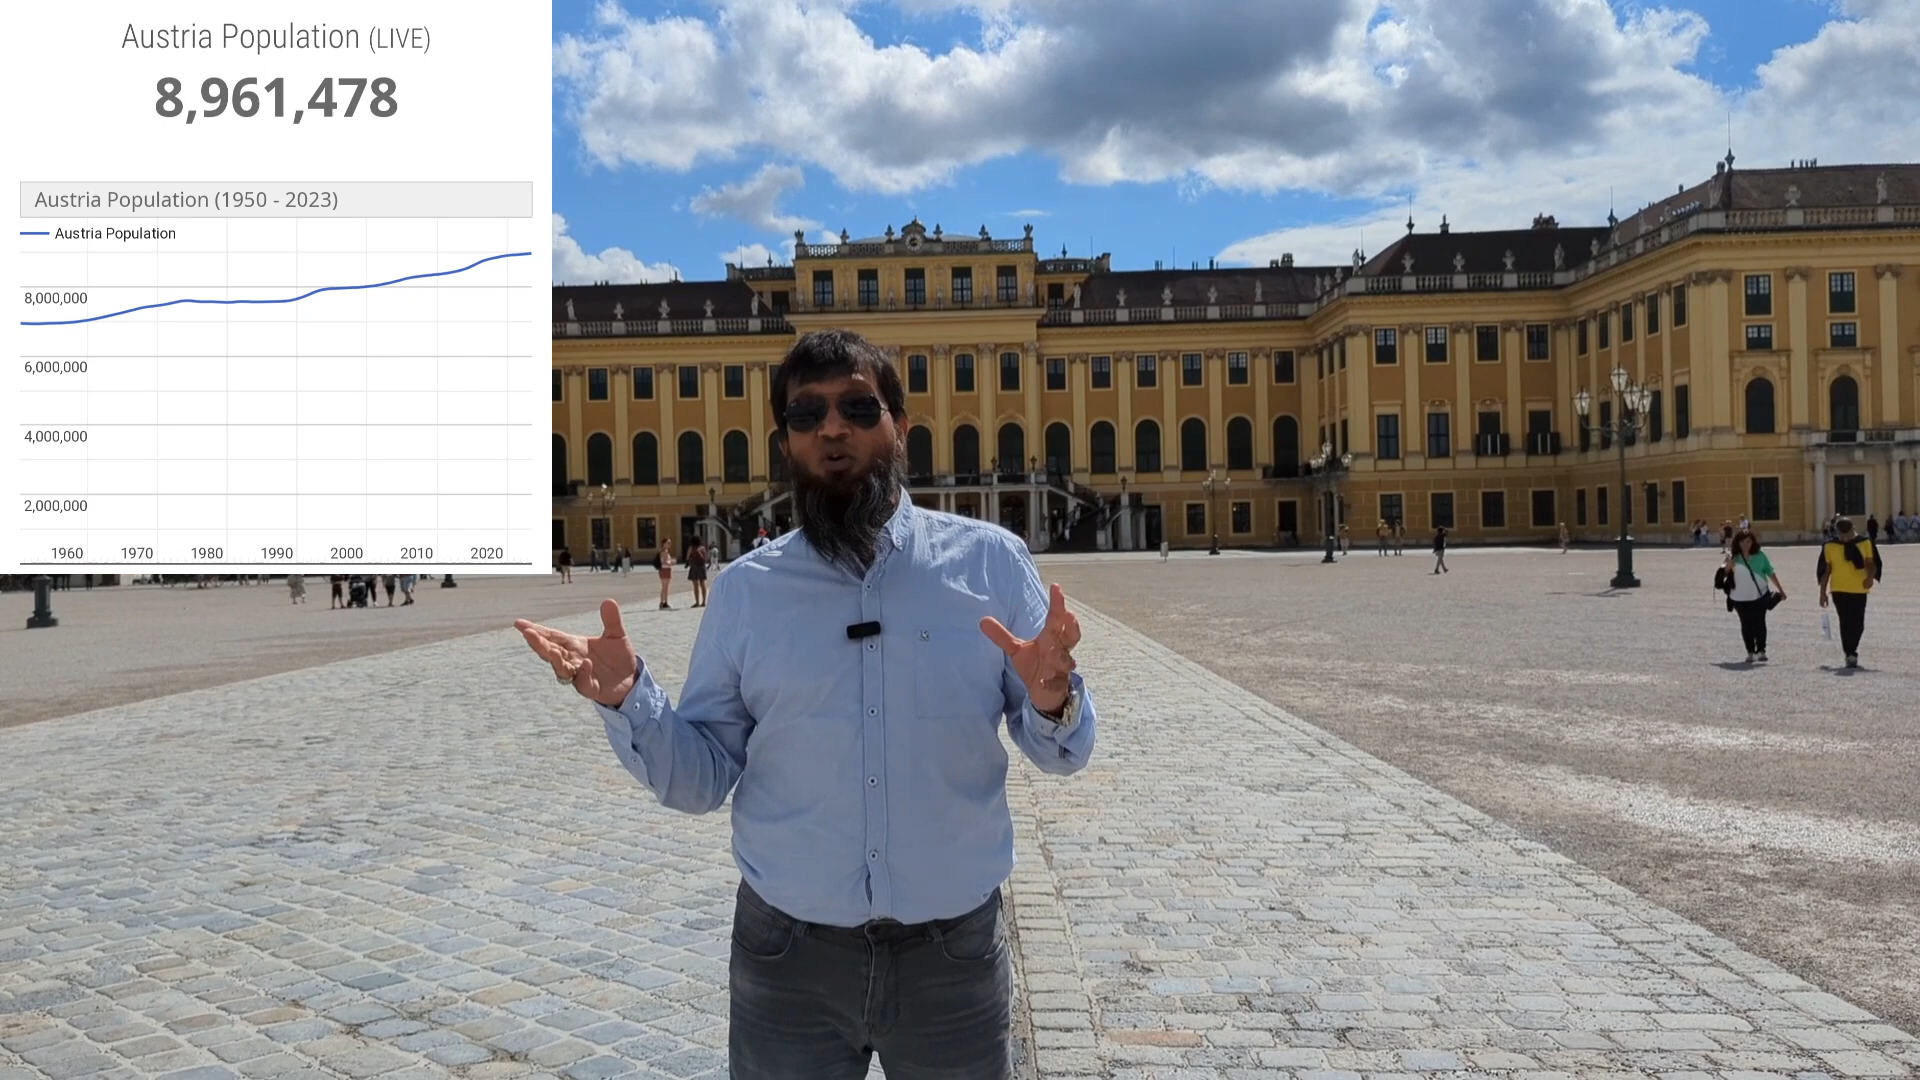 Austria Population (LIVE)
8,961,478
Austria Population (1950 - 2023)
Austria Population
8,000,000
6,000,000
4,000,000
2,000,000
1960 1970 1980 1990 2000 2010 2020